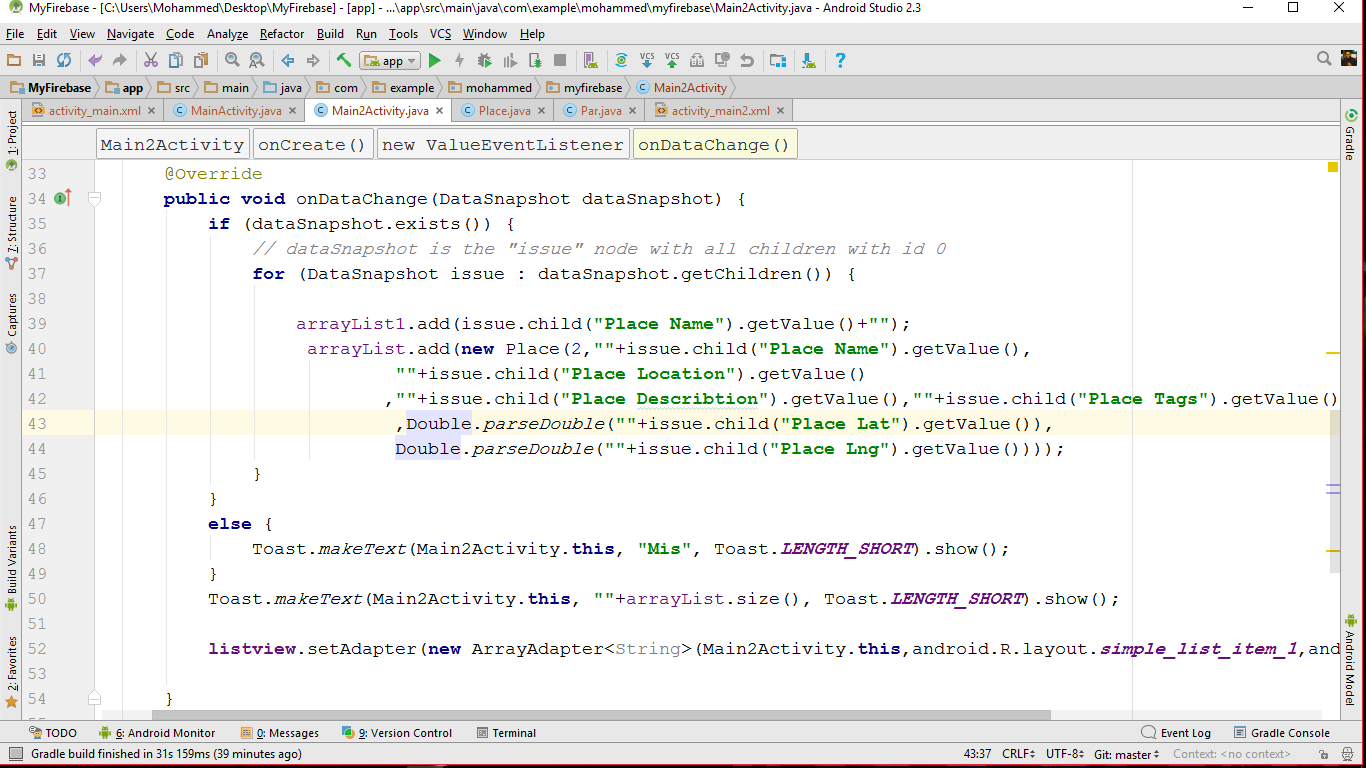 MyFirebase - [C:\Users\Mohammed\Desktop\MyFirebase] - [app] - ...\app\src\main\java\com\example\mohammed\myfirebase\Main2Activity.java - Android Studio 2.3
File Edit View Navigate Code Analyze Refactor Build Run Tools VCS Window Help
app VCS VCS ?
MyFirebase app src main java com example mohammed myfirebase Main2Activity
activity_main.xml MainActivity.java Main2Activity.java Place.java Par.java activity_main2.xml
Main2Activity onCreate() new ValueEventListener onDataChange()
1: Project
7: Structure
Captures
Build Variants
2: Favorites
33 @Override
34 public void onDataChange(DataSnapshot dataSnapshot) {
35 if (dataSnapshot.exists()) {
36 // dataSnapshot is the "issue" node with all children with id 0
37 for (DataSnapshot issue : dataSnapshot.getChildren()) {
38
39 arrayList1.add(issue.child("Place Name").getValue()+"");
40 arrayList.add(new Place(2,""+issue.child("Place Name").getValue(),
41 ""+issue.child("Place Location").getValue()
42 ,""+issue.child("Place Describtion").getValue(),""+issue.child("Place Tags").getValue()
43 ,Double.parseDouble(""+issue.child("Place Lat").getValue()),
44 Double.parseDouble(""+issue.child("Place Lng").getValue())));
45 }
46 }
47 else {
48 Toast.makeText(Main2Activity.this, "Mis", Toast.LENGTH_SHORT).show();
49 }
50 Toast.makeText(Main2Activity.this, ""+arrayList.size(), Toast.LENGTH_SHORT).show();
51
52 listview.setAdapter(new ArrayAdapter<String>(Main2Activity.this,android.R.layout.simple_list_item_1,and
53
54 }
Gradle
Android Model
TODO 6: Android Monitor 0: Messages 9: Version Control Terminal Event Log Gradle Console
Gradle build finished in 31s 159ms (39 minutes ago) 43:37 CRLF UTF-8 Git: master Context: <no context>